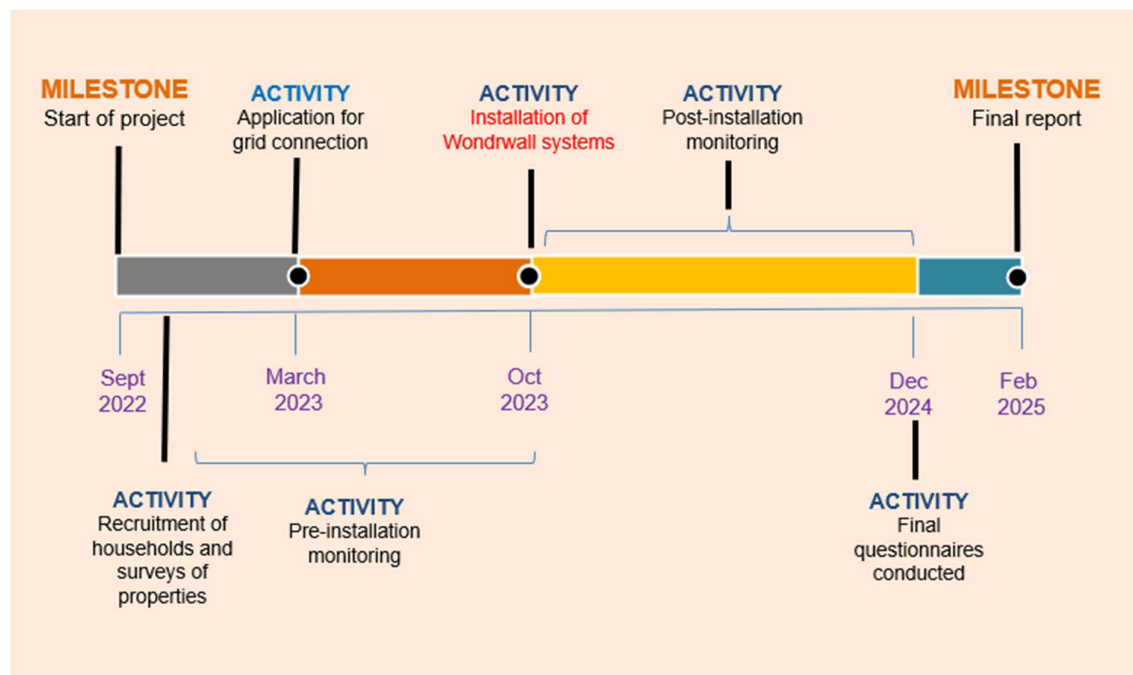 MILESTONE
Start of project
ACTIVITY
Application for
grid connection
ACTIVITY
Installation of
Wondrwall systems
ACTIVITY
Post-installation
monitoring
MILESTONE
Final report
Sept
2022
March
2023
Oct
2023
Dec
2024
Feb
2025
ACTIVITY
Recruitment of
households and
surveys of
properties
ACTIVITY
Pre-installation
monitoring
ACTIVITY
Final
questionnaires
conducted